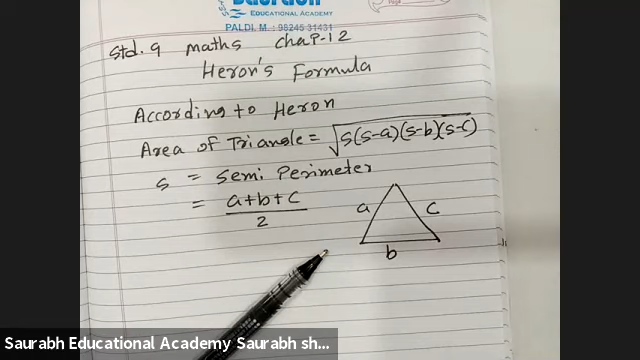 Educational Academy
PALDI. M. : 98245 31431
Std. 9 maths chap-12
Heron's Formula
According to Heron
Area of Triangle = √s(s-a)(s-b)(s-c)
s = Semi Perimeter
= a+b+c
2
a c
b
Saurabh Educational Academy Saurabh sh...